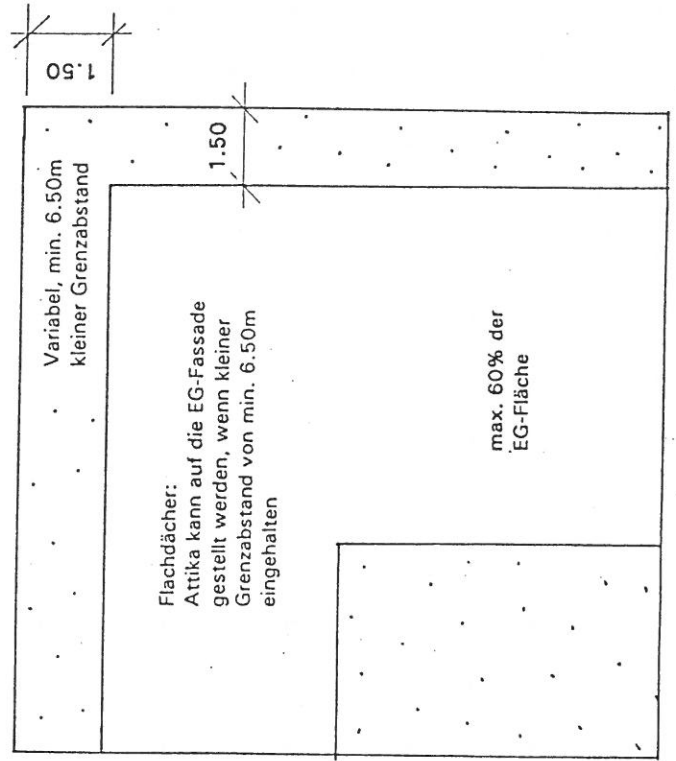 1.50
Variabel, min. 6.50m
kleiner Grenzabstand
1.50
Flachdächer:
Attika kann auf die EG-Fassade
gestellt werden, wenn kleiner
Grenzabstand von min. 6.50m
eingehalten
max. 60% der
EG-Fläche